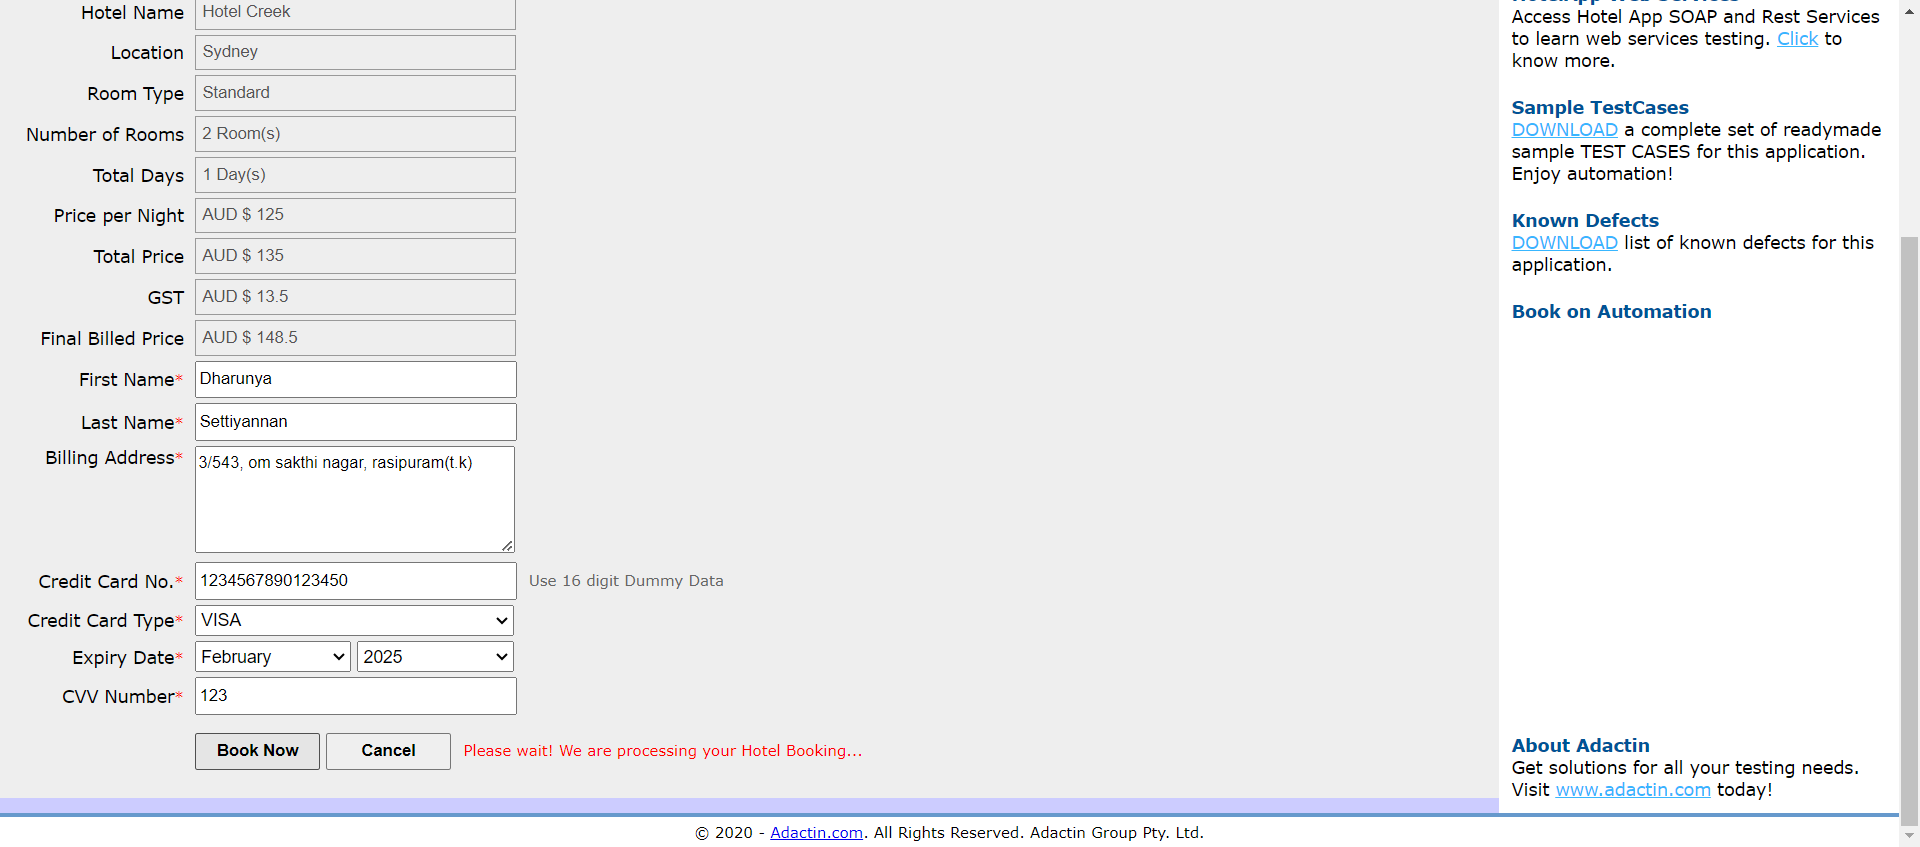 Hotel Name Hotel Creek
Location Sydney
Room Type Standard
Number of Rooms 2 Room(s)
Total Days 1 Day(s)
Price per Night AUD $ 125
Total Price AUD $ 135
GST AUD $ 13.5
Final Billed Price AUD $ 148.5
First Name* Dharunya
Last Name* Settiyannan
Billing Address* 3/543, om sakthi nagar, rasipuram(t.k)
Credit Card No.* 1234567890123450 Use 16 digit Dummy Data
Credit Card Type* VISA
Expiry Date* February 2025
CVV Number* 123
Book Now Cancel Please wait! We are processing your Hotel Booking...
Access Hotel App SOAP and Rest Services
to learn web services testing. Click to
know more.
Sample TestCases
DOWNLOAD a complete set of readymade
sample TEST CASES for this application.
Enjoy automation!
Known Defects
DOWNLOAD list of known defects for this
application.
Book on Automation
About Adactin
Get solutions for all your testing needs.
Visit www.adactin.com today!
© 2020 - Adactin.com. All Rights Reserved. Adactin Group Pty. Ltd.